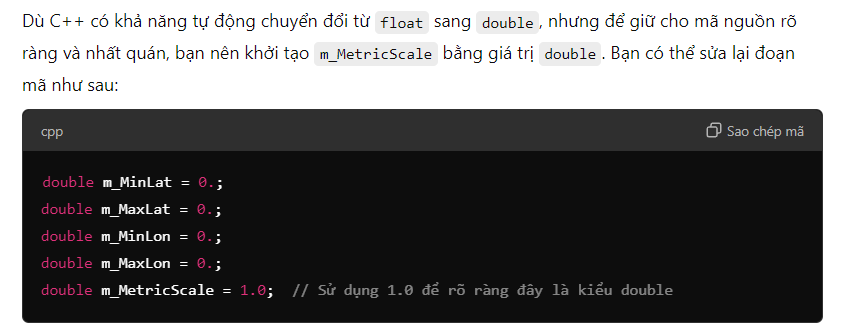 Dù C++ có khả năng tự động chuyển đổi từ float sang double, nhưng để giữ cho mã nguồn rõ
ràng và nhất quán, bạn nên khởi tạo m_MetricScale bằng giá trị double. Bạn có thể sửa lại đoạn
mã như sau:
cpp Sao chép mã
double m_MinLat = 0.;
double m_MaxLat = 0.;
double m_MinLon = 0.;
double m_MaxLon = 0.;
double m_MetricScale = 1.0;  // Sử dụng 1.0 để rõ ràng đây là kiểu double